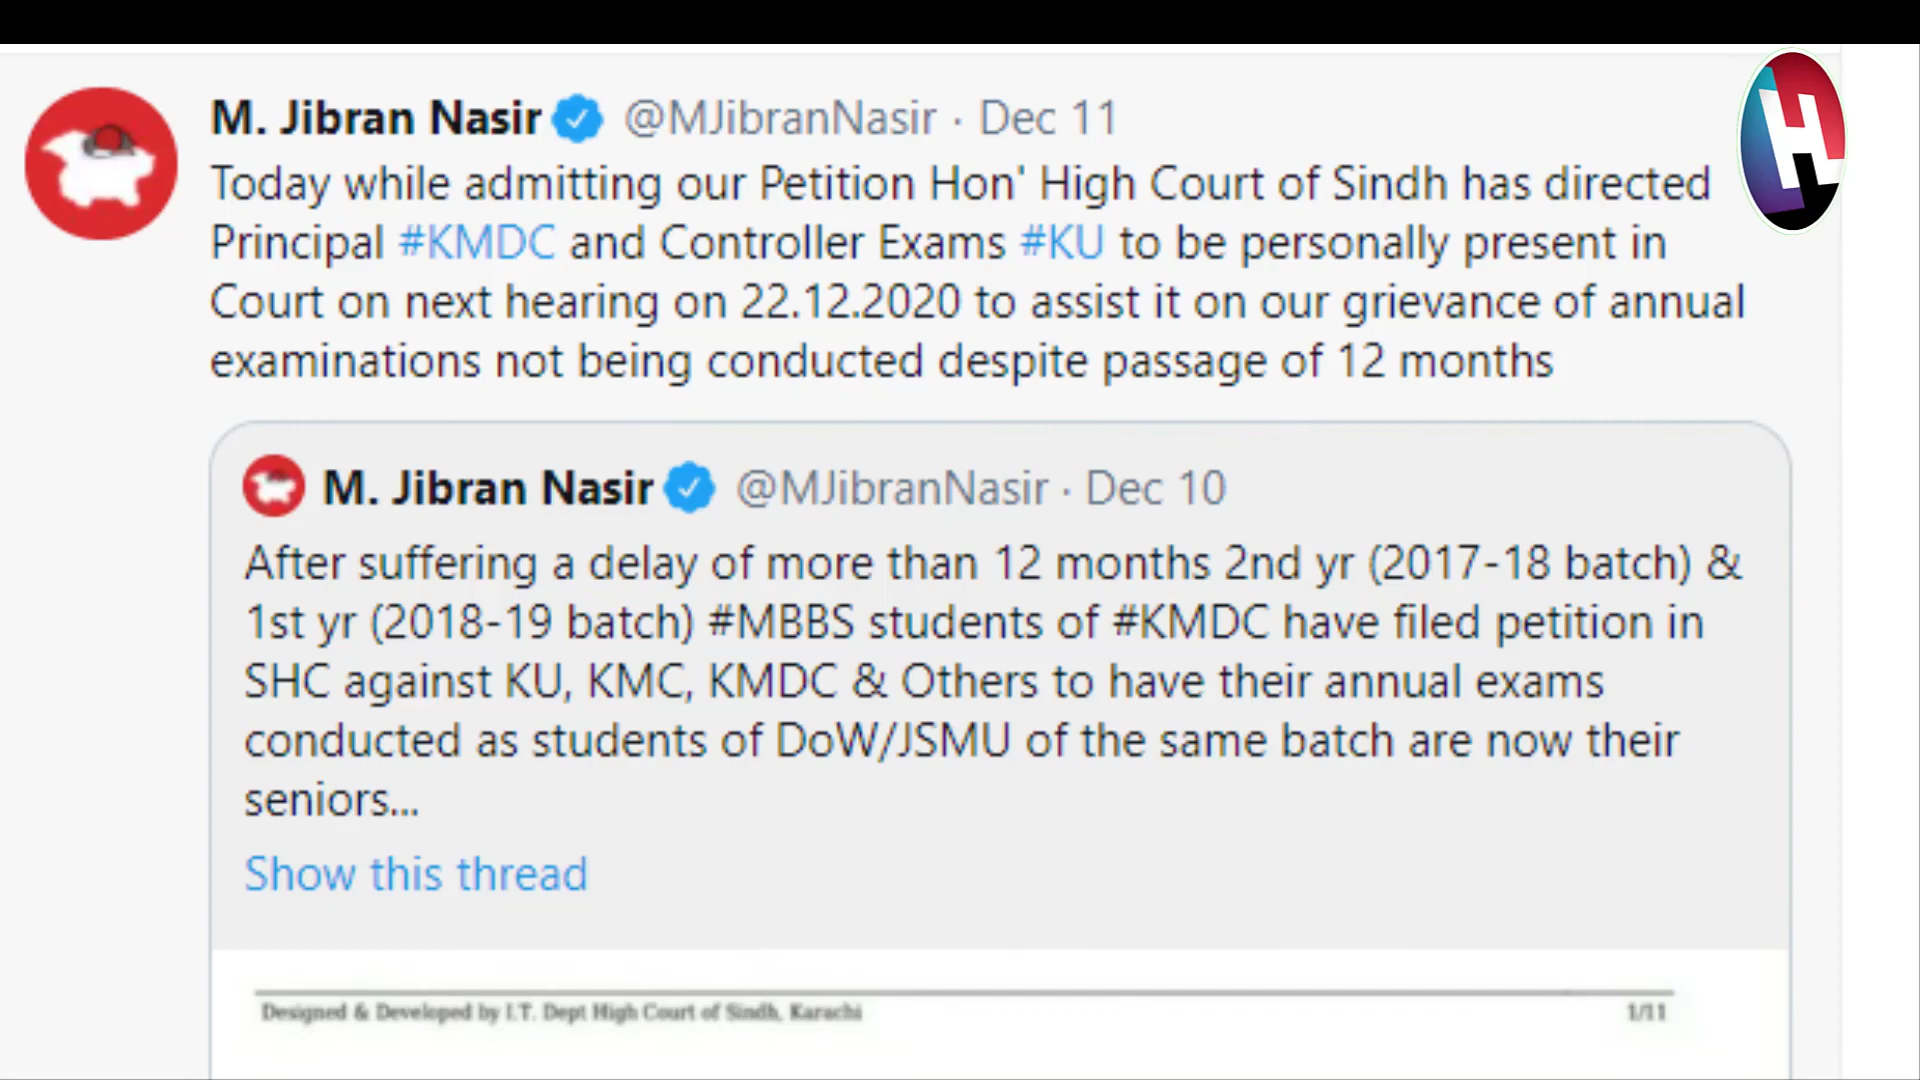 M. Jibran Nasir @MJibranNasir · Dec 11
Today while admitting our Petition Hon' High Court of Sindh has directed
Principal #KMDC and Controller Exams #KU to be personally present in
Court on next hearing on 22.12.2020 to assist it on our grievance of annual
examinations not being conducted despite passage of 12 months
M. Jibran Nasir @MJibranNasir · Dec 10
After suffering a delay of more than 12 months 2nd yr (2017-18 batch) &
1st yr (2018-19 batch) #MBBS students of #KMDC have filed petition in
SHC against KU, KMC, KMDC & Others to have their annual exams
conducted as students of DoW/JSMU of the same batch are now their
seniors...
Show this thread
Designed & Developed by I.T. Dept High Court of Sindh, Karachi 1/11
H